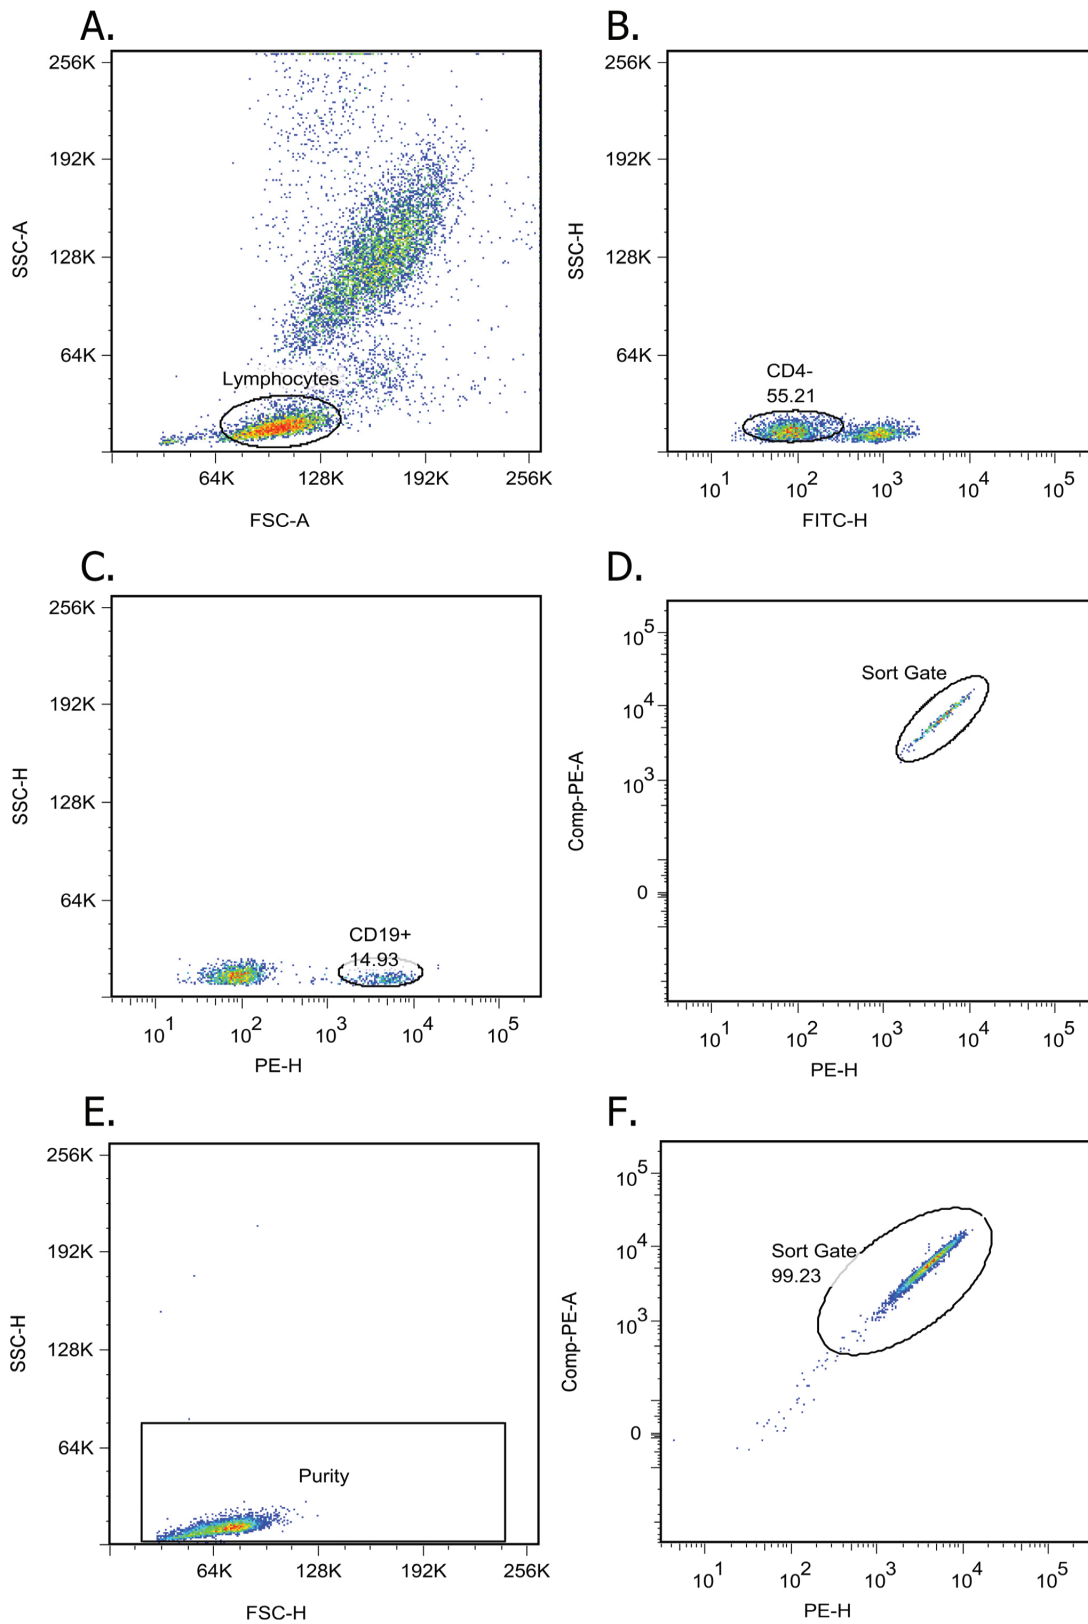 A.
256K
192K
128K
64K
SSC-A
Lymphocytes
64K 128K 192K 256K
FSC-A
B.
256K
192K
128K
64K
SSC-H
CD4-
55.21
10^1 10^2 10^3 10^4 10^5
FITC-H
C.
256K
192K
128K
64K
SSC-H
CD19+
14.93
10^1 10^2 10^3 10^4 10^5
PE-H
D.
10^5
10^4
10^3
0
Comp-PE-A
Sort Gate
10^1 10^2 10^3 10^4 10^5
PE-H
E.
256K
192K
128K
64K
SSC-H
Purity
64K 128K 192K 256K
FSC-H
F.
10^5
10^4
10^3
0
Comp-PE-A
Sort Gate
99.23
10^1 10^2 10^3 10^4 10^5
PE-H